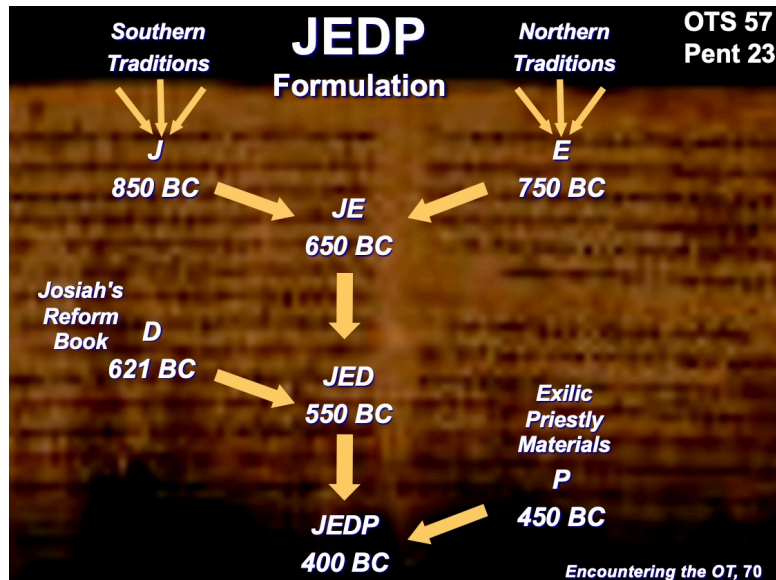 JEDP
Formulation
OTS 57
Pent 23
Southern
Traditions
Northern
Traditions
J
850 BC
E
750 BC
JE
650 BC
Josiah's
Reform
Book
D
621 BC
JED
550 BC
Exilic
Priestly
Materials
P
450 BC
JEDP
400 BC
Encountering the OT, 70